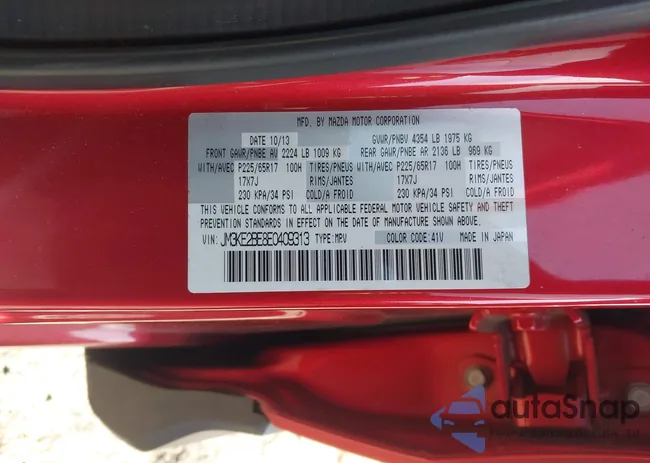 MFD. BY MAZDA MOTOR CORPORATION
DATE 10/13 GVWR/PNBV 4354 LB 1975 KG
FRONT GAWR/PNBE AV 2224 LB 1009 KG REAR GAWR/PNBE AR 2136 LB 969 KG
WITH/AVEC P225/65R17 100H TIRES/PNEUS WITH/AVEC P225/65R17 100H TIRES/PNEUS
17X7J RIMS/JANTES 17X7J RIMS/JANTES
230 KPA/34 PSI COLD/A FROID 230 KPA/34 PSI COLD/A FROID
THIS VEHICLE CONFORMS TO ALL APPLICABLE FEDERAL MOTOR VEHICLE SAFETY AND THEFT
PREVENTION STANDARDS IN EFFECT ON THE DATE OF MANUFACTURE SHOWN ABOVE.
VIN: JM3KE2BE8E0409313 TYPE:MPV COLOR CODE:41V MADE IN JAPAN
autaSnap